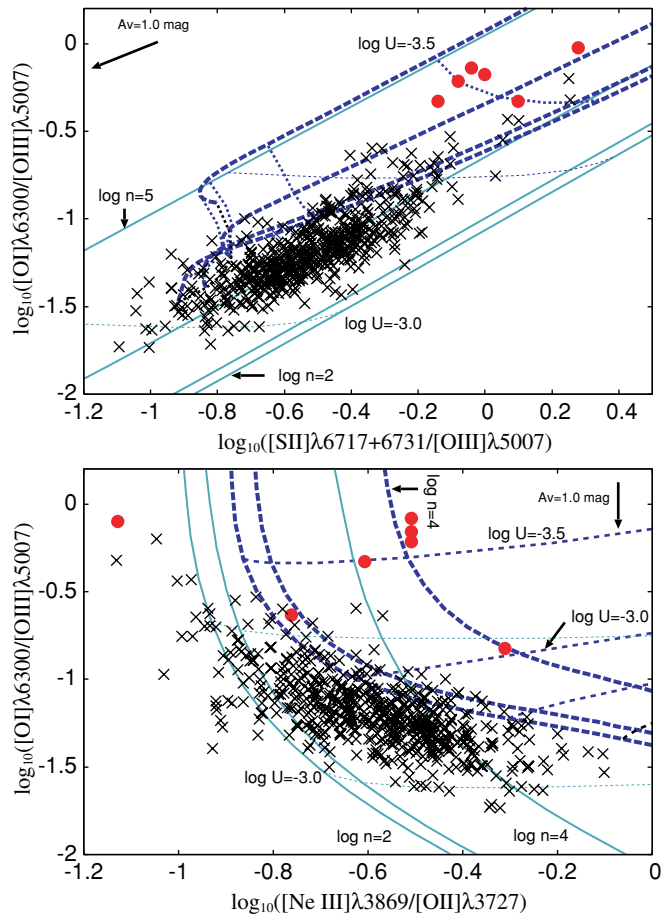 0
-0.5
-1
-1.5
-2
log₁₀([OI]λ6300/[OIII]λ5007)
Av=1.0 mag
log U=-3.5
log n=5
log U=-3.0
log n=2
-1.2 -1 -0.8 -0.6 -0.4 -0.2 0 0.2 0.4
log₁₀([SII]λ6717+6731/[OIII]λ5007)
0
-0.5
-1
-1.5
-2
log₁₀([OI]λ6300/[OIII]λ5007)
log n=4
Av=1.0 mag
log U=-3.5
log U=-3.0
log U=-3.0
log n=2
log n=4
-1.2 -1 -0.8 -0.6 -0.4 -0.2 0
log₁₀([Ne III]λ3869/[OII]λ3727)